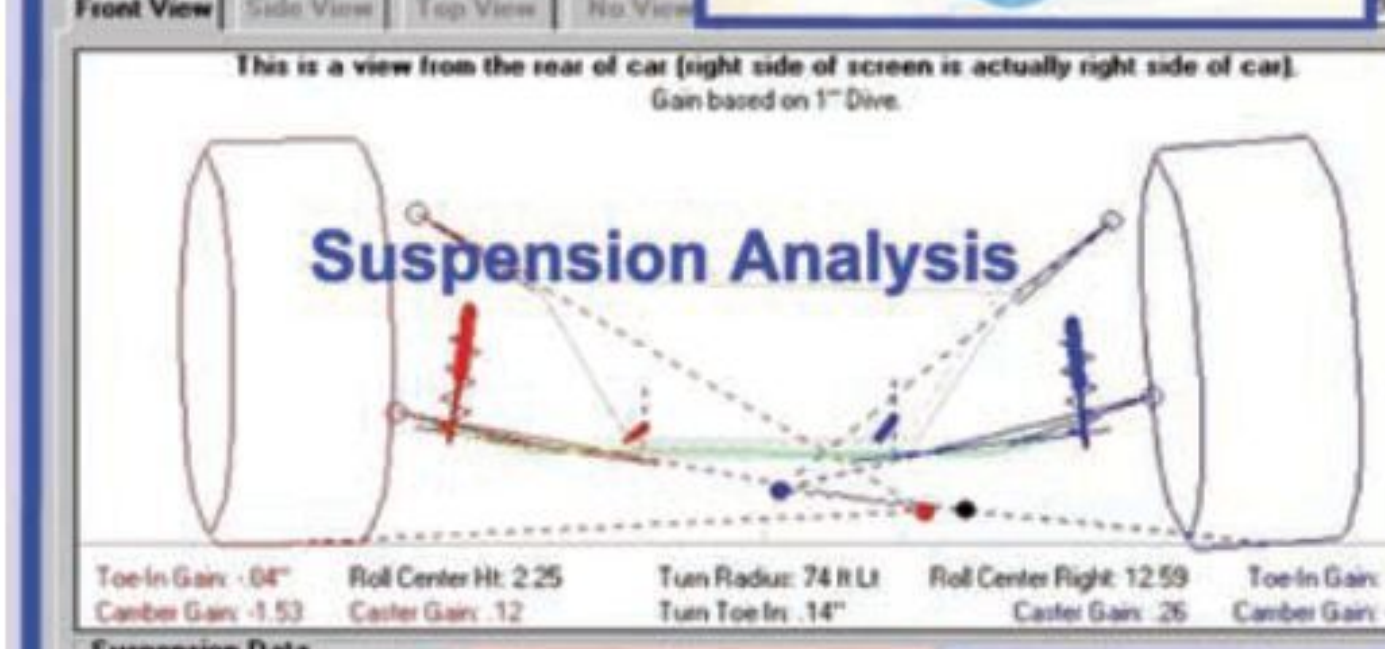 Front View Side View Top View No View
This is a view from the rear of car (right side of screen is actually right side of car).
Gain based on 1" Dive.
Suspension Analysis
Toe-In Gain: -.04" Roll Center Ht: 2.25 Turn Radius: 74 ft Lt Roll Center Right: 12.59 Toe-In Gain:
Camber Gain: -1.53 Caster Gain: .12 Turn Toe In: .14" Caster Gain: .26 Camber Gain:
Suspension Data